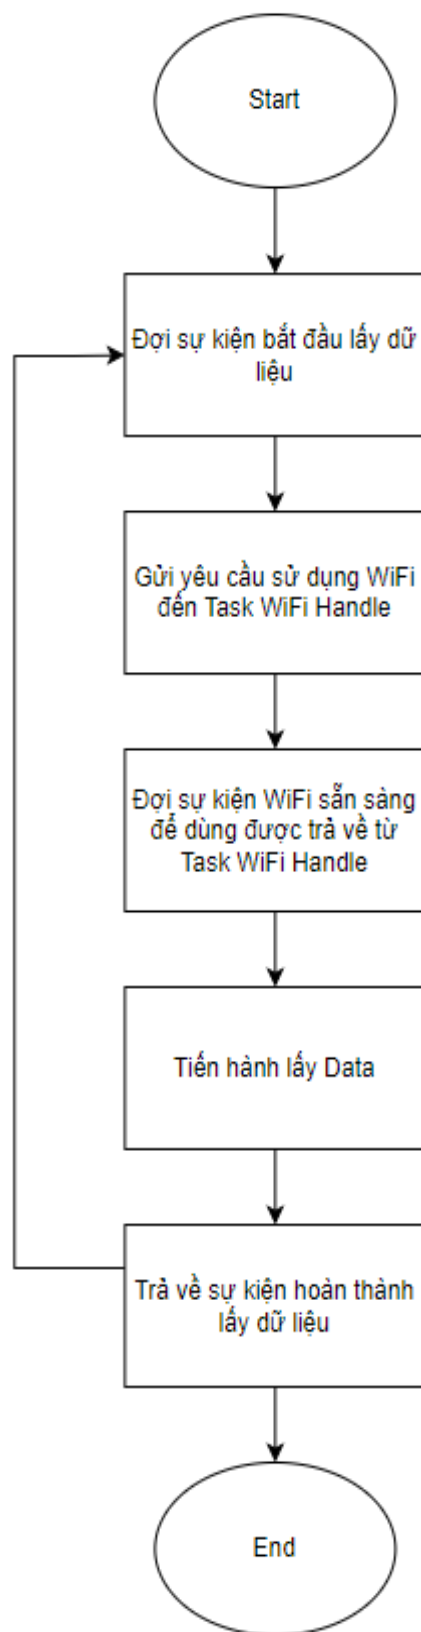 Start
Đợi sự kiện bắt đầu lấy dữ
liệu
Gửi yêu cầu sử dụng WiFi
đến Task WiFi Handle
Đợi sự kiện WiFi sẵn sàng
để dùng được trả về từ
Task WiFi Handle
Tiến hành lấy Data
Trả về sự kiện hoàn thành
lấy dữ liệu
End